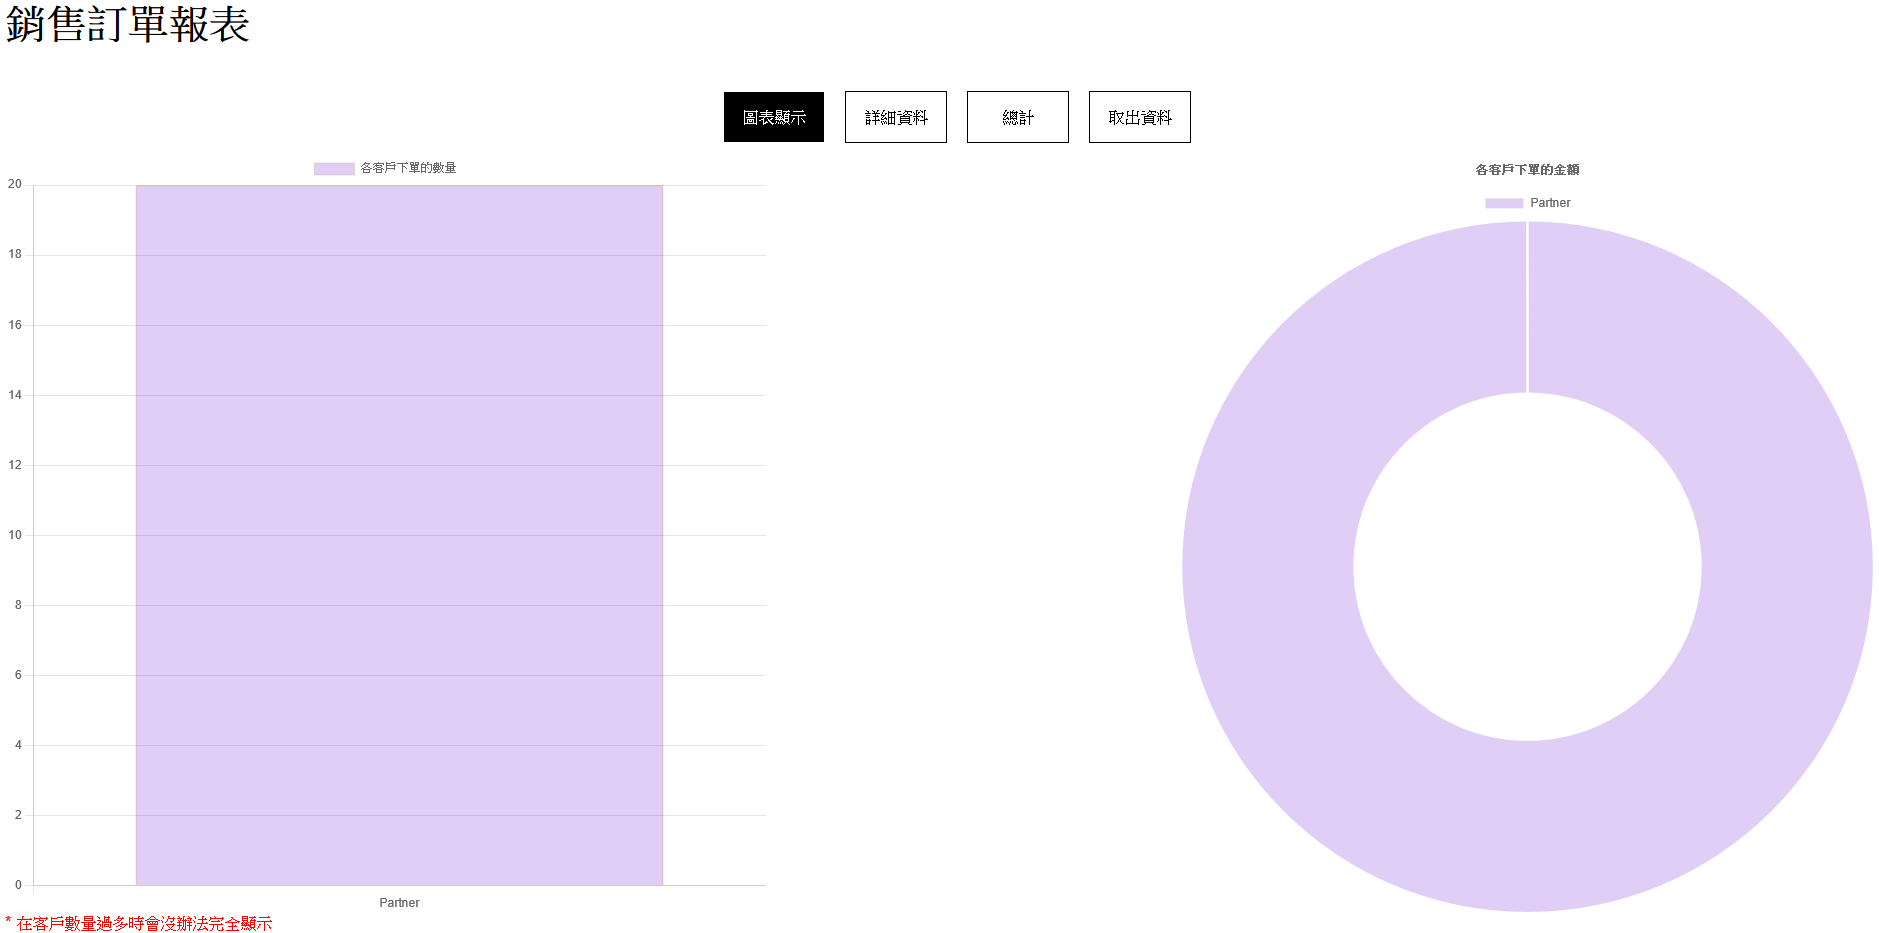 銷售訂單報表
圖表顯示
詳細資料
總計
取出資料
各客戶下單的數量
20
18
16
14
12
10
8
6
4
2
0
Partner
* 在客戶數量過多時會沒辦法完全顯示
各客戶下單的金額
Partner